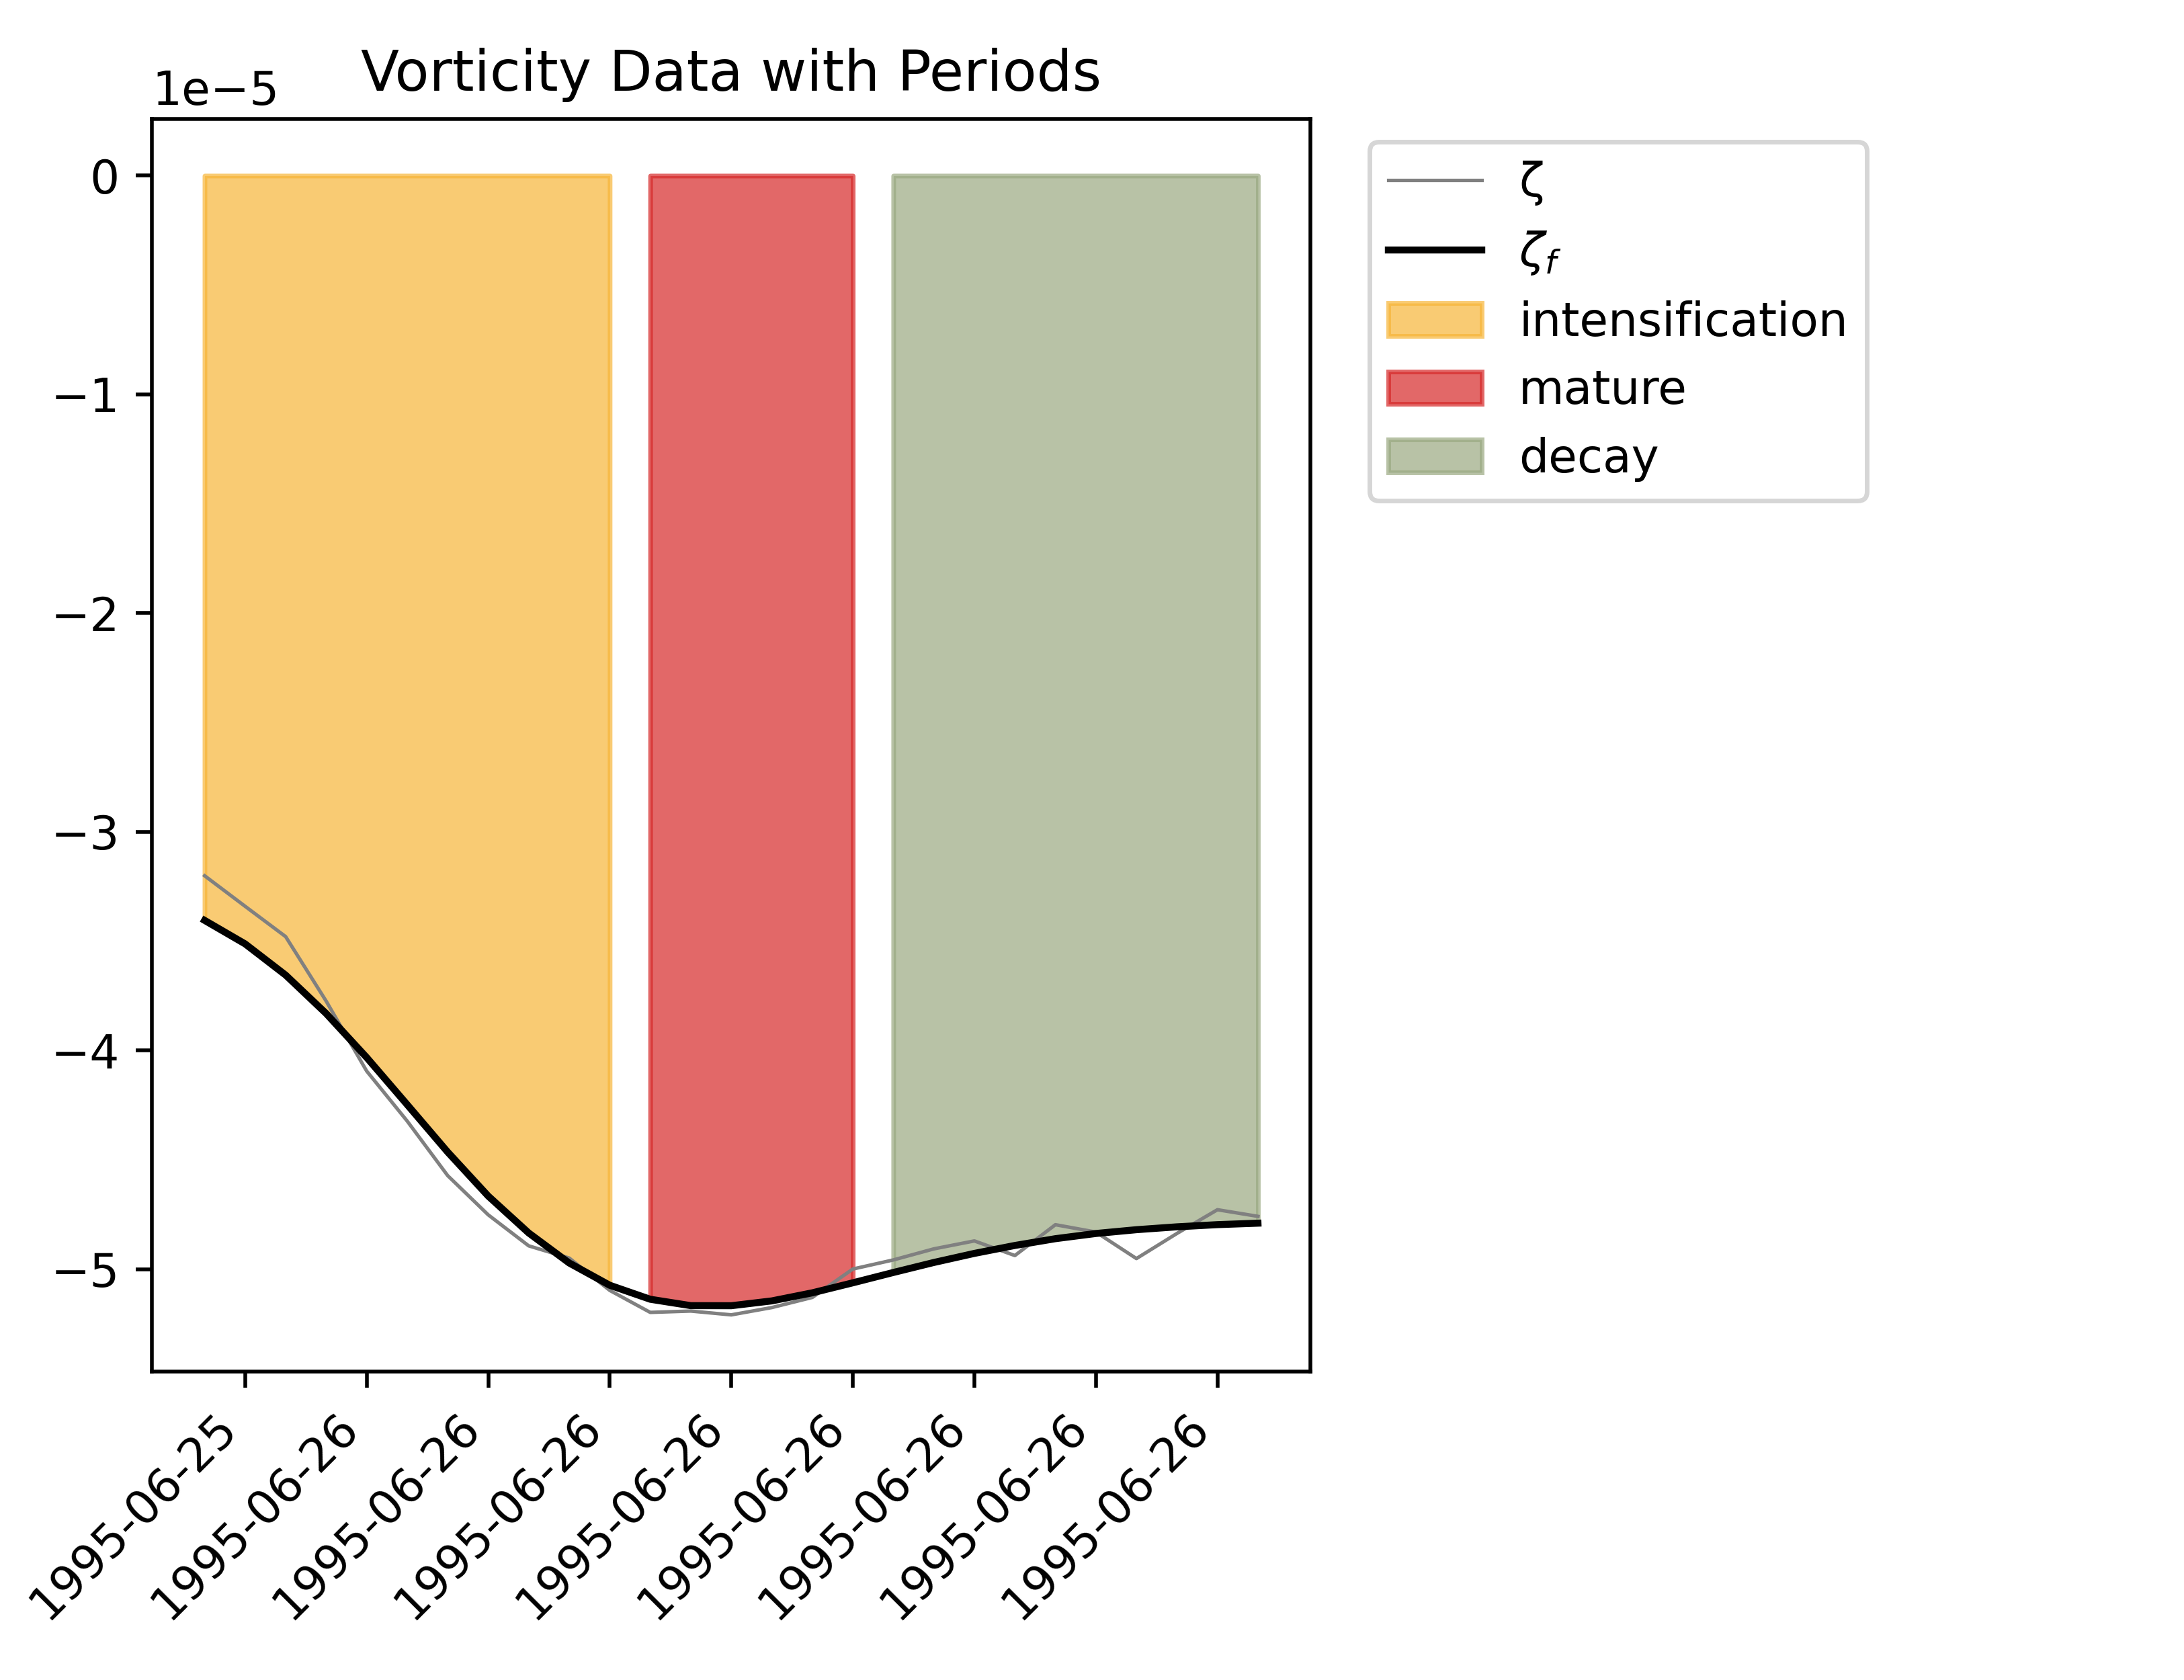 Vorticity Data with Periods
1e−5
0
−1
−2
−3
−4
−5
1995-06-25
1995-06-26
1995-06-26
1995-06-26
1995-06-26
1995-06-26
1995-06-26
1995-06-26
1995-06-26
ζ
ζf
intensification
mature
decay